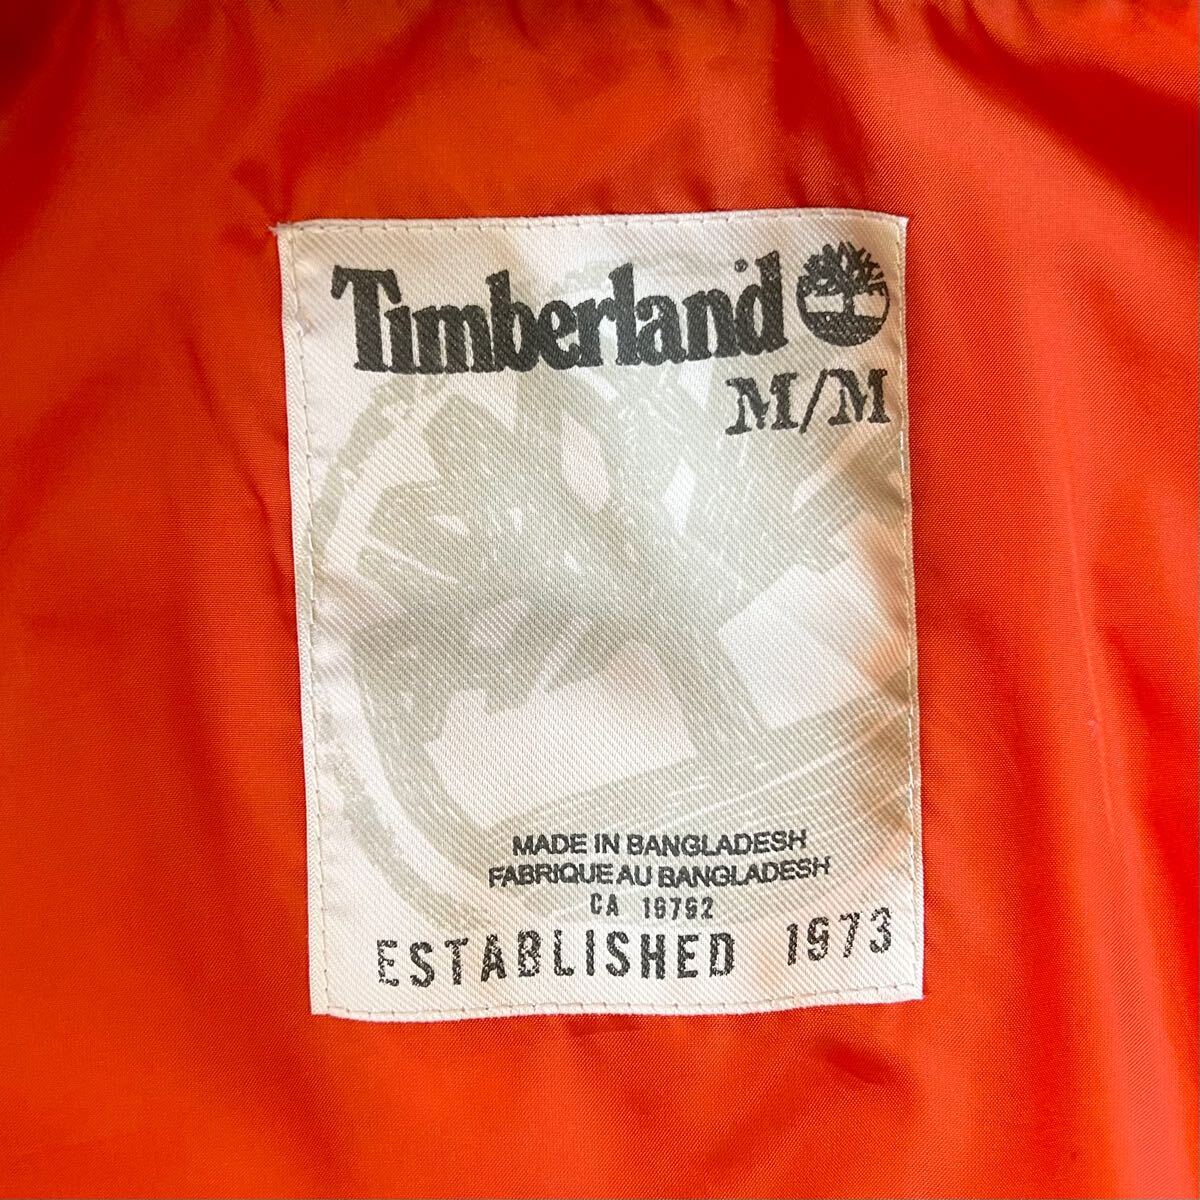 Timberland
M/M
MADE IN BANGLADESH
FABRIQUE AU BANGLADESH
CA 19792
ESTABLISHED 1973